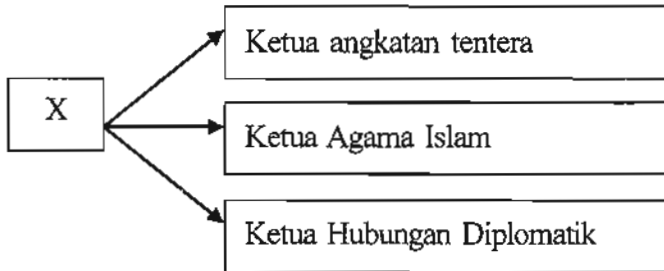 Ketua angkatan tentera
X
Ketua Agama Islam
Ketua Hubungan Diplomatik